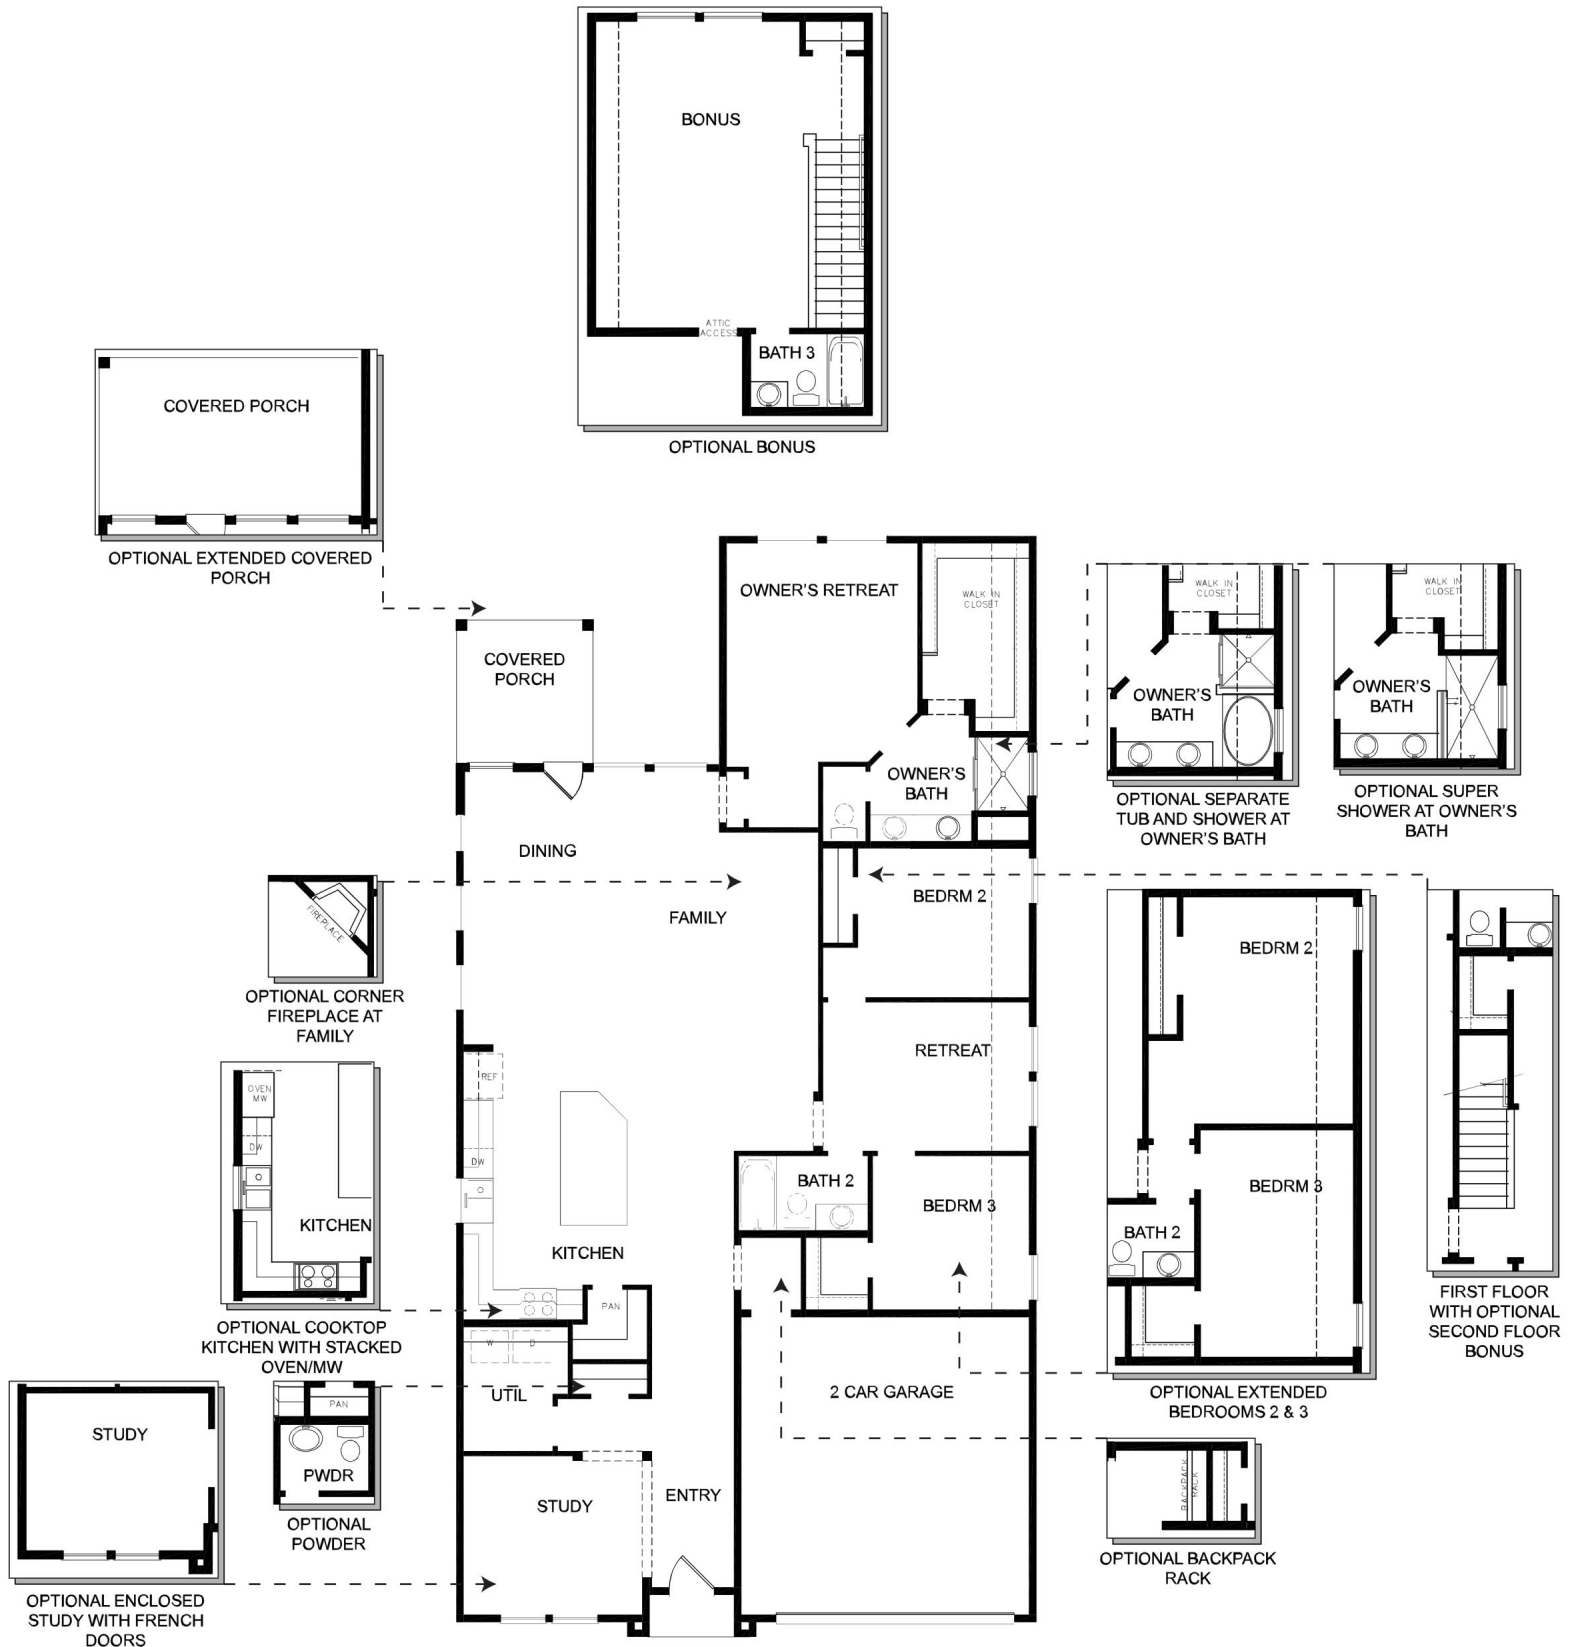 BONUS
ATTIC
ACCESS
BATH 3
OPTIONAL BONUS
COVERED PORCH
OPTIONAL EXTENDED COVERED
PORCH
OWNER'S RETREAT
WALK IN
CLOSET
COVERED
PORCH
OWNER'S
BATH
WALK IN
CLOSET
OWNER'S
BATH
OPTIONAL SEPARATE
TUB AND SHOWER AT
OWNER'S BATH
WALK IN
CLOSET
OWNER'S
BATH
OPTIONAL SUPER
SHOWER AT OWNER'S
BATH
DINING
FAMILY
BEDRM 2
FIREPLACE
OPTIONAL CORNER
FIREPLACE AT
FAMILY
RETREAT
REF
DW
BATH 2
BEDRM 3
KITCHEN
PAN
OVEN
MW
DW
KITCHEN
OPTIONAL COOKTOP
KITCHEN WITH STACKED
OVEN/MW
BEDRM 2
BEDRM 3
BATH 2
OPTIONAL EXTENDED
BEDROOMS 2 & 3
FIRST FLOOR
WITH OPTIONAL
SECOND FLOOR
BONUS
W
D
UTIL
2 CAR GARAGE
STUDY
ENTRY
STUDY
OPTIONAL ENCLOSED
STUDY WITH FRENCH
DOORS
PAN
PWDR
OPTIONAL
POWDER
BACKPACK
RACK
OPTIONAL BACKPACK
RACK